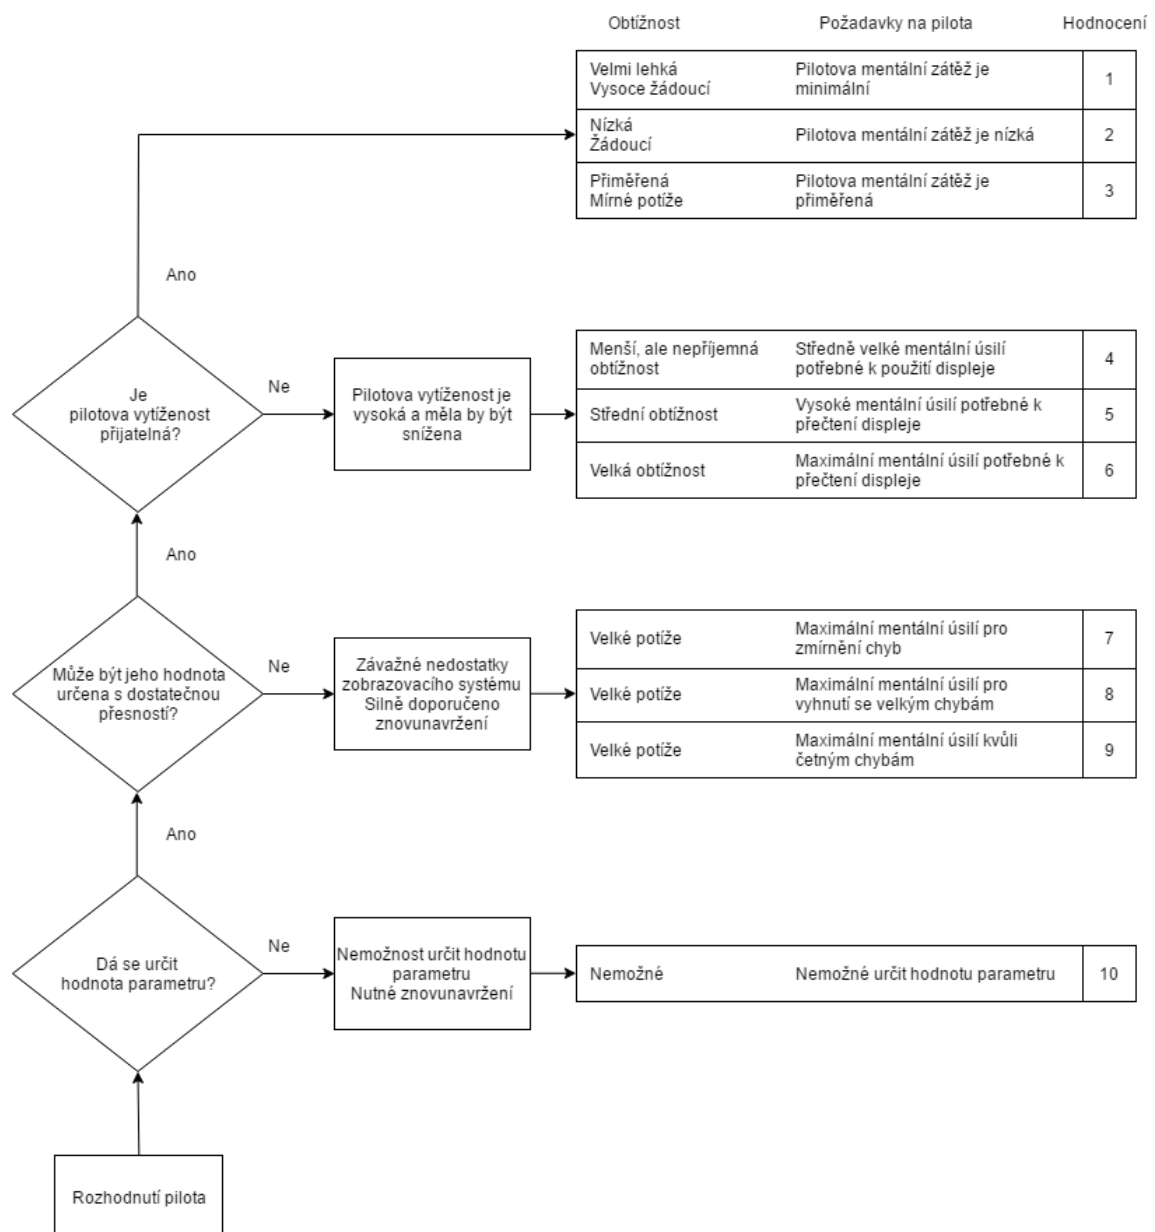 Obtížnost Požadavky na pilota Hodnocení
Velmi lehká Pilotova mentální zátěž je 1
Vysoce žádoucí minimální
Nízká Pilotova mentální zátěž je nízká 2
Žádoucí
Přiměřená Pilotova mentální zátěž je 3
Mírné potíže přiměřená
Ano
Je
pilotova vytíženost
přijatelná?
Ne
Pilotova vytíženost je
vysoká a měla by být
snížena
Menší, ale nepříjemná Středně velké mentální úsilí 4
obtížnost potřebné k použití displeje
Střední obtížnost Vysoké mentální úsilí potřebné k 5
přečtení displeje
Velká obtížnost Maximální mentální úsilí potřebné k 6
přečtení displeje
Ano
Může být jeho hodnota
určena s dostatečnou
přesností?
Ne
Závažné nedostatky
zobrazovacího systému
Silně doporučeno
znovunavržení
Velké potíže Maximální mentální úsilí pro 7
zmírnění chyb
Velké potíže Maximální mentální úsilí pro 8
vyhnutí se velkým chybám
Velké potíže Maximální mentální úsilí kvůli 9
četným chybám
Ano
Dá se určit
hodnota parametru?
Ne
Nemožnost určit hodnotu
parametru
Nutné znovunavržení
Nemožné Nemožné určit hodnotu parametru 10
Rozhodnutí pilota